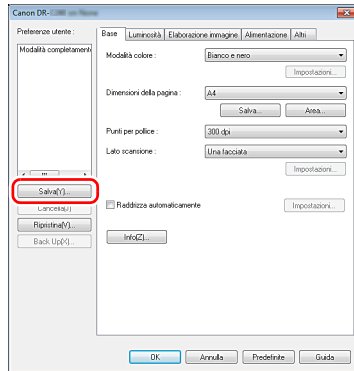 Canon DR-
Preferenze utente :
Modalità completamente
Salva(Y)...
Cancella(J)
Ripristina(V)...
Back Up(X)...
Base Luminosità Elaborazione immagine Alimentazione Altri
Modalità colore : Bianco e nero
Impostazioni...
Dimensioni della pagina : A4
Salva... Area...
Punti per pollice : 300 dpi
Lato scansione : Una facciata
Impostazioni...
Raddrizza automaticamente Impostazioni...
Info(Z)...
OK Annulla Predefinite Guida